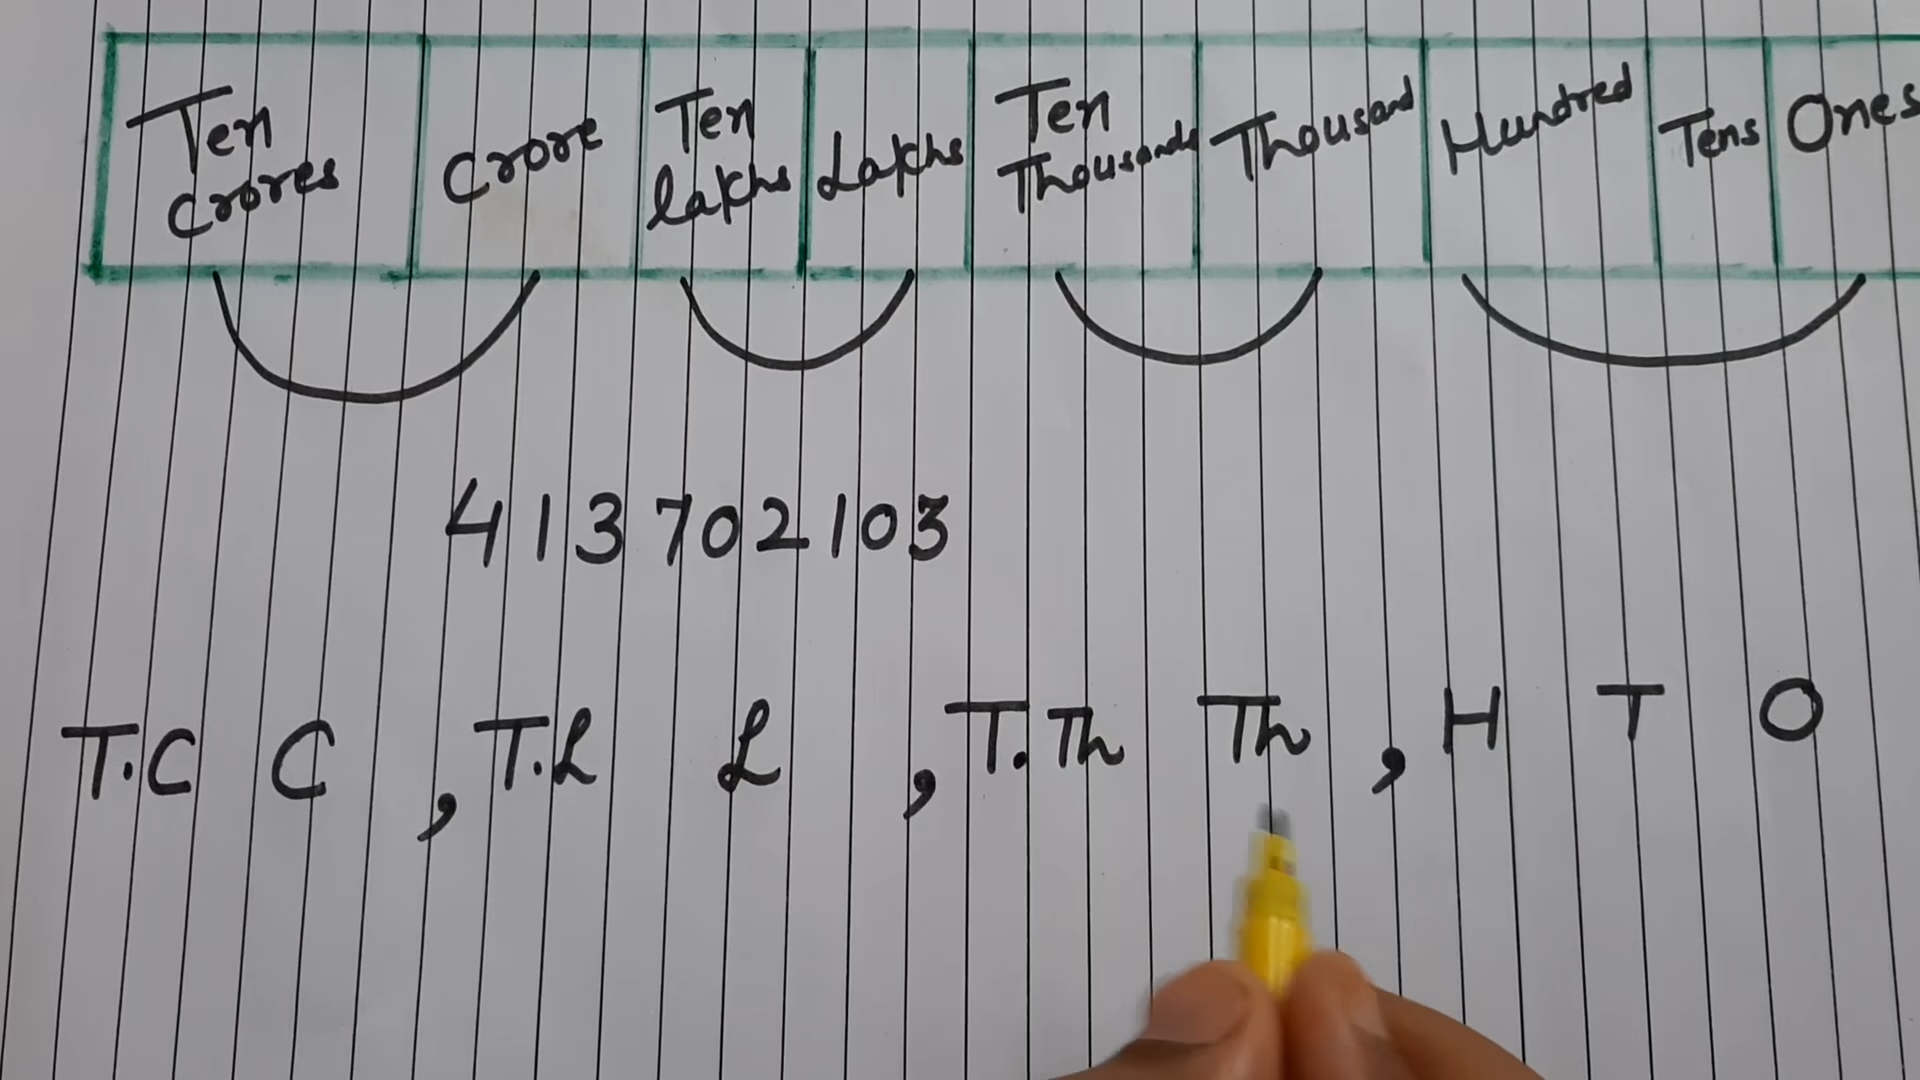 Ten crores Crore Ten lakhs Lakhs Ten Thousands Thousand Hundred Tens Ones
413702103
T.C C , T.L L , T.Th Th , H T O